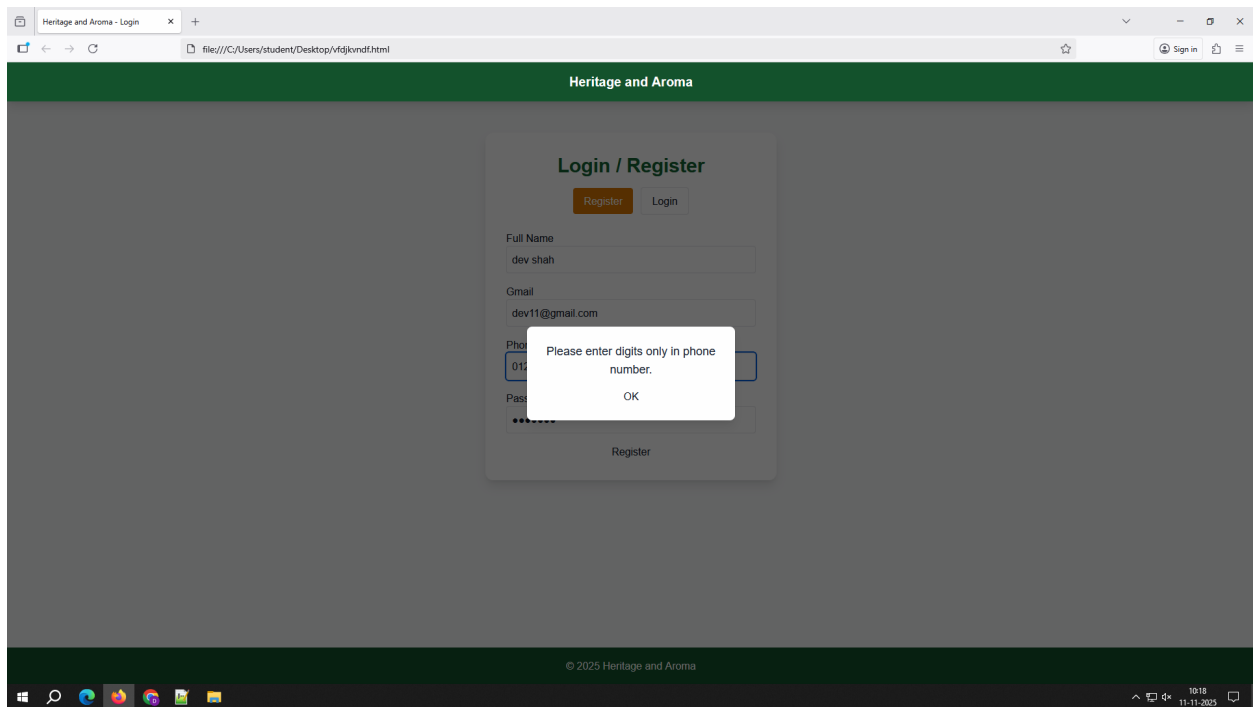 Heritage and Aroma - Login
file:///C:/Users/student/Desktop/vfdjkvndf.html
Sign in
Heritage and Aroma
Login / Register
Register Login
Full Name
dev shah
Gmail
dev11@gmail.com
Please enter digits only in phone
number.
OK
Register
© 2025 Heritage and Aroma
10:18
11-11-2025